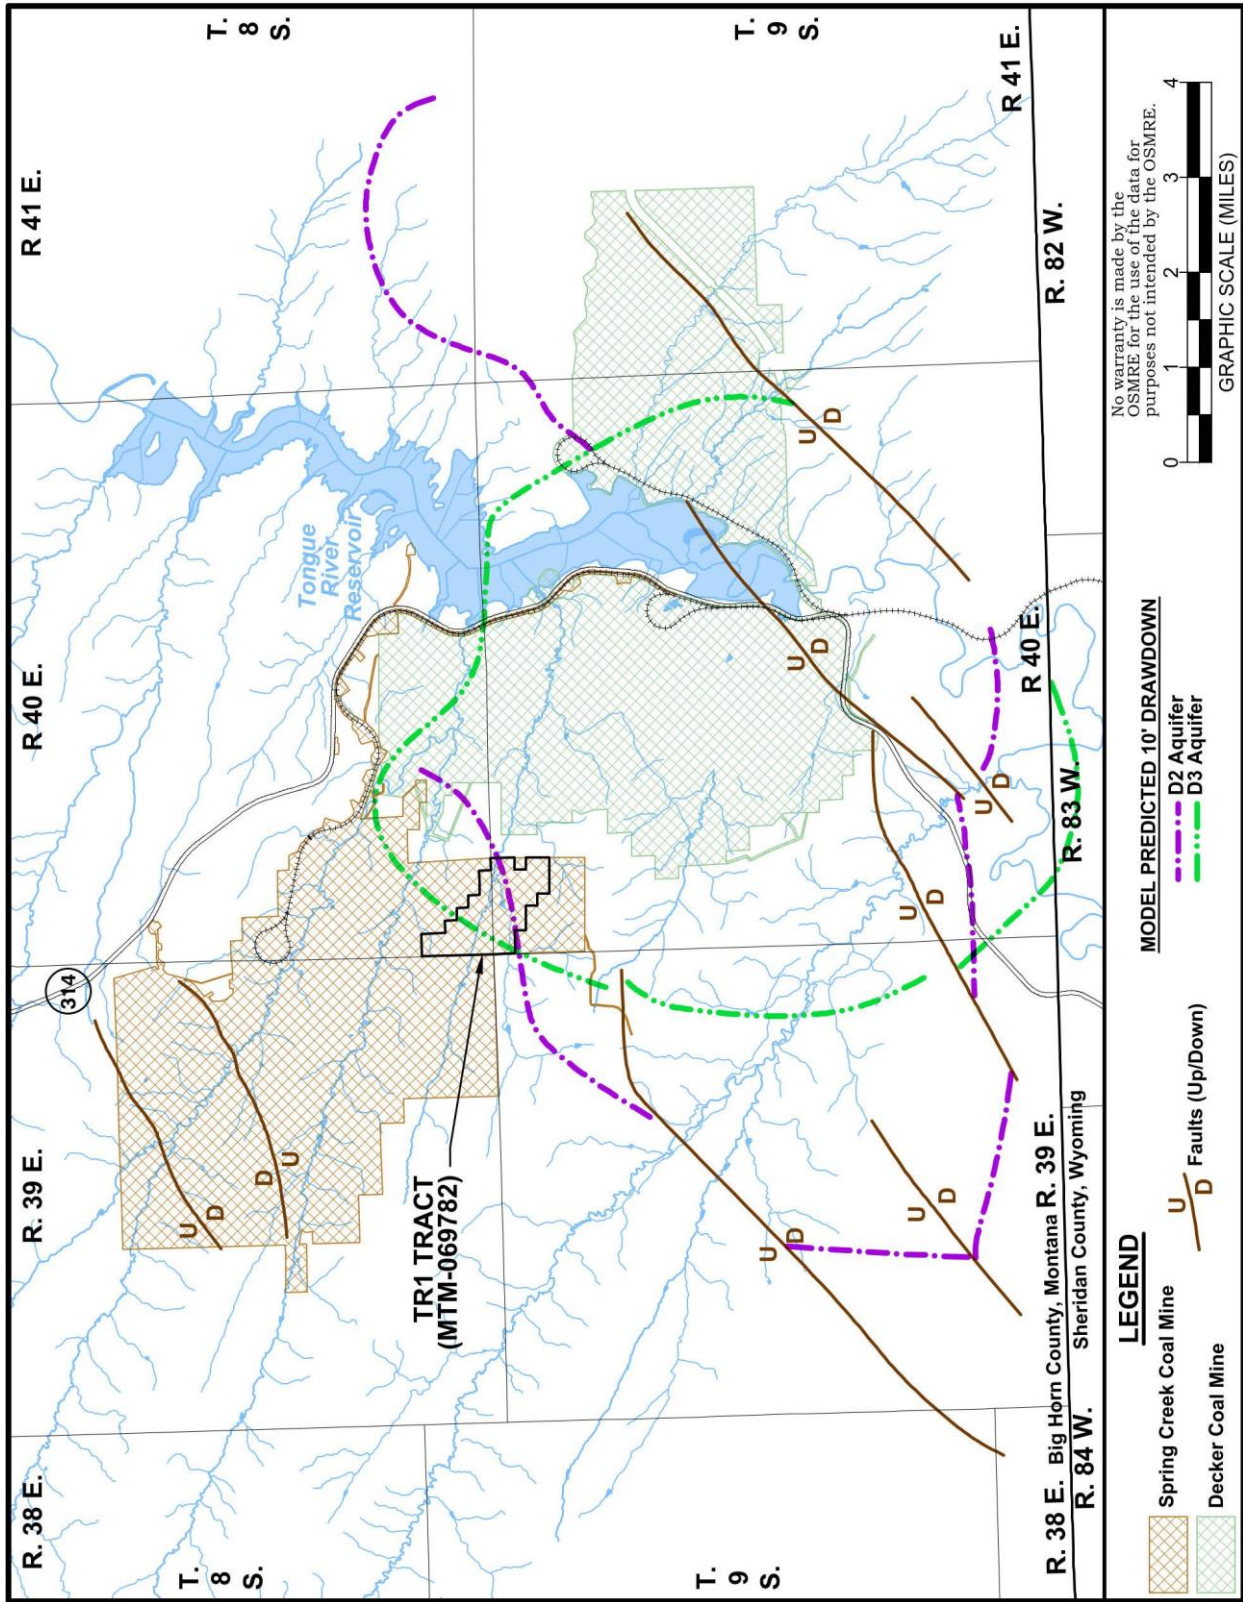 R. 38 E.
R. 39 E.
R 40 E.
R 41 E.
T.
8
S.
314
T.
8
S.
Tongue
River
Reservoir
U
D
D
U
TR1 TRACT
(MTM-069782)
T.
9
S.
T.
9
S.
U
D
U
D
U
D
U
D
U
D
U
D
R. 38 E.
Big Horn County, Montana
R. 39 E.
R 40 E.
R 41 E.
R. 84 W.
Sheridan County, Wyoming
R. 83 W.
R. 82 W.
LEGEND
Spring Creek Coal Mine
Decker Coal Mine
U
D
Faults (Up/Down)
MODEL PREDICTED 10' DRAWDOWN
D2 Aquifer
D3 Aquifer
No warranty is made by the
OSMRE for the use of the data for
purposes not intended by the OSMRE.
0 1 2 3 4
GRAPHIC SCALE (MILES)